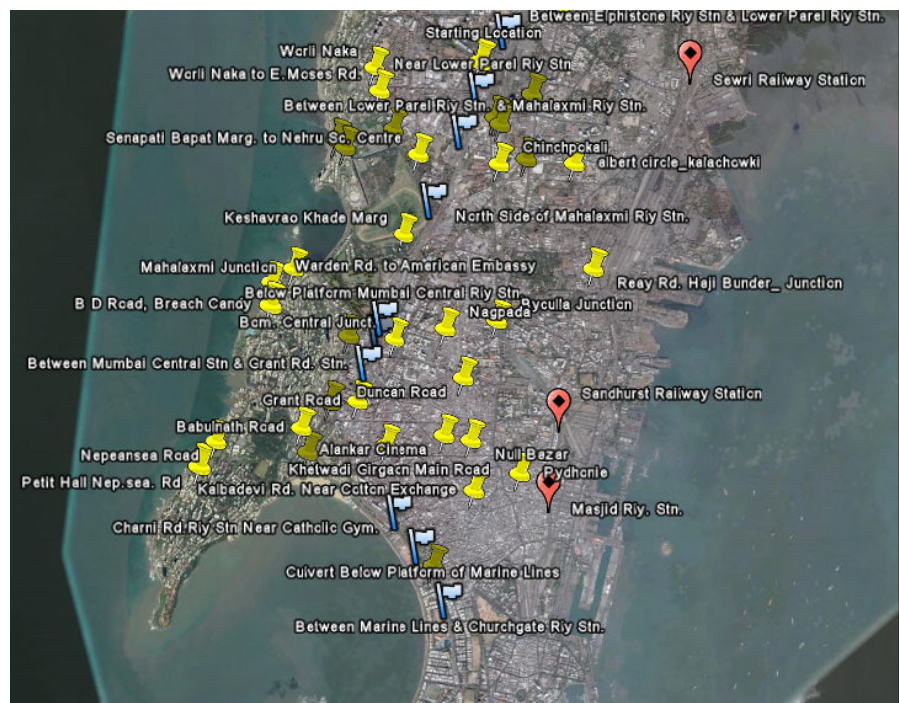 Between Elphistone Rly Stn & Lower Parel Rly Stn.
Starting Location
Worli Naka
Near Lower Parel Rly Stn
Worli Naka to E.Moses Rd.
Sewri Railway Station
Between Lower Parel Rly Stn. & Mahalaxmi Rly Stn.
Senapati Bapat Marg. to Nehru Sc. Centre
Chinchpokali
albert circle_kalachowki
Keshavrao Khade Marg
North Side of Mahalaxmi Rly Stn.
Mahalaxmi Junction
Warden Rd. to American Embassy
Reay Rd. Haji Bunder_ Junction
Below Platform Mumbai Central Rly Stn
B D Road, Breach Candy
Byculla Junction
Nagpada
Bom. Central Junct.
Between Mumbai Central Stn & Grant Rd. Stn.
Duncan Road
Sandhurst Railway Station
Grant Road
Babulnath Road
Alankar Cinema
Nepeansea Road
Null Bazar
Khetwadi Girgaon Main Road
Pydhonie
Petit Hall Nep.sea. Rd
Kalbadevi Rd. Near Cotton Exchange
Masjid Rly. Stn.
Charni Rd Rly Stn Near Catholic Gym.
Culvert Below Platform of Marine Lines
Between Marine Lines & Churchgate Rly Stn.